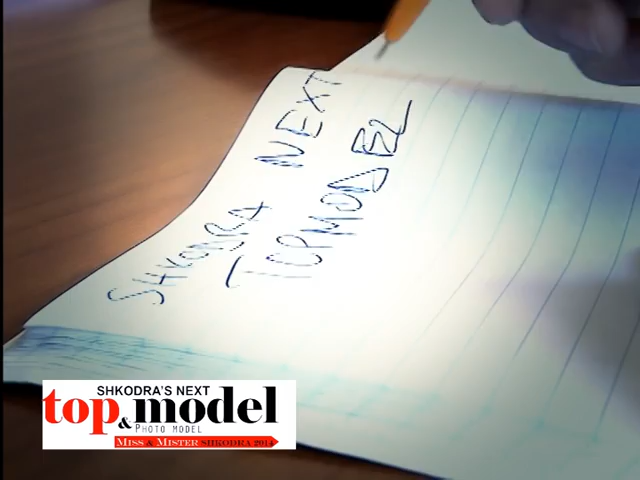 SHKODRA NEXT
TOPMODEL
SHKODRA'S NEXT
top & model
PHOTO MODEL
MISS & MISTER SHKODRA 2014